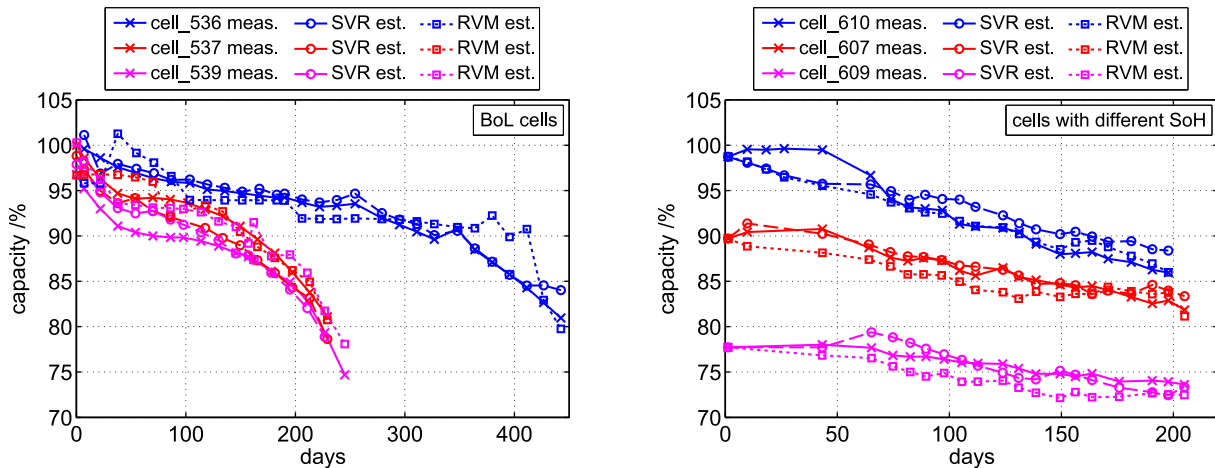 cell_536 meas. SVR est. RVM est.
cell_537 meas. SVR est. RVM est.
cell_539 meas. SVR est. RVM est.
BoL cells
105
100
95
90
85
80
75
70
capacity /%
0 100 200 300 400
days
cell_610 meas. SVR est. RVM est.
cell_607 meas. SVR est. RVM est.
cell_609 meas. SVR est. RVM est.
cells with different SoH
105
100
95
90
85
80
75
70
capacity /%
0 50 100 150 200
days